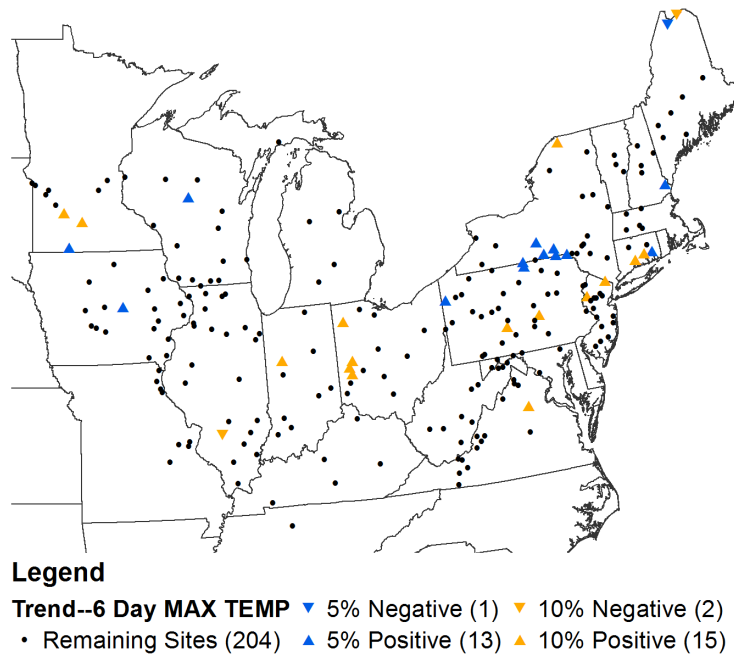 Legend
Trend--6 Day MAX TEMP ▼ 5% Negative (1) ▼ 10% Negative (2)
• Remaining Sites (204) ▲ 5% Positive (13) ▲ 10% Positive (15)